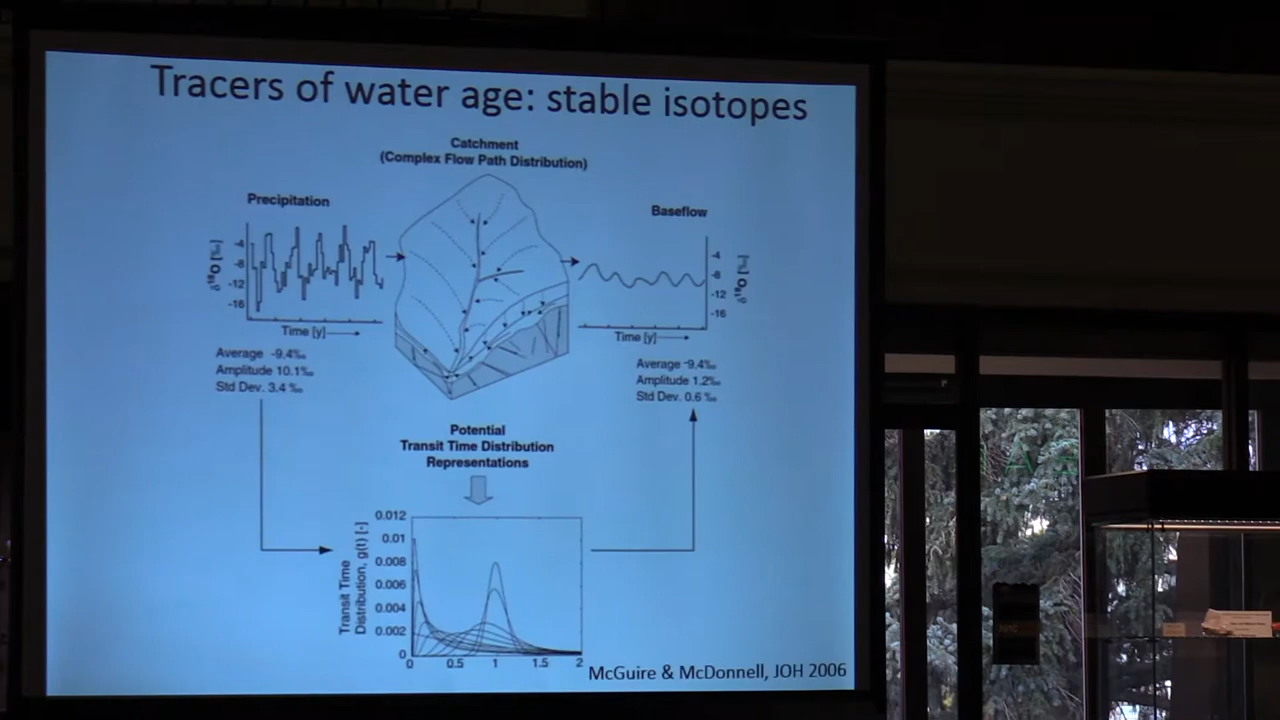 Tracers of water age: stable isotopes
Catchment
(Complex Flow Path Distribution)
Precipitation
Baseflow
δ18O [‰]
-4
-8
-12
-16
Time [y]
Average -9.4‰
Amplitude 10.1‰
Std Dev. 3.4 ‰
-4
-8
-12
-16
δ18O [‰]
Time [y]
Average -9.4‰
Amplitude 1.2‰
Std Dev. 0.6 ‰
Potential
Transit Time Distribution
Representations
Transit Time
Distribution, g(t) [-]
0.012
0.01
0.008
0.006
0.004
0.002
0
0 0.5 1 1.5 2
McGuire & McDonnell, JOH 2006